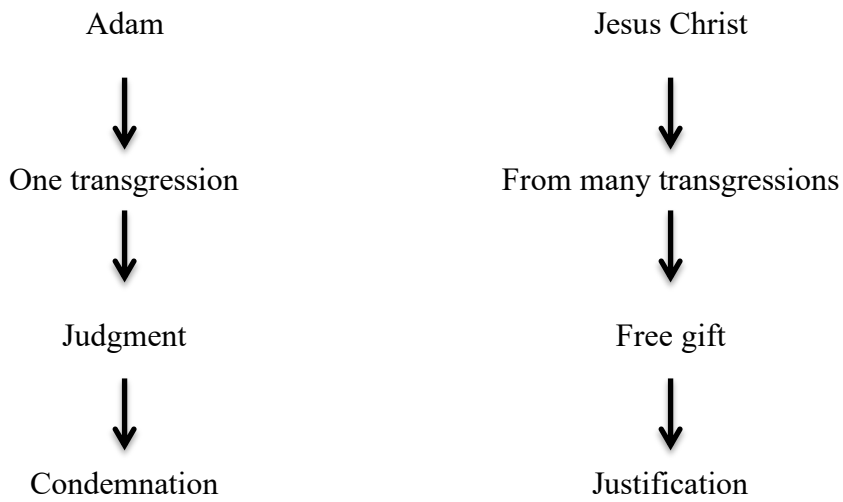 Adam
Jesus Christ
One transgression
From many transgressions
Judgment
Free gift
Condemnation
Justification